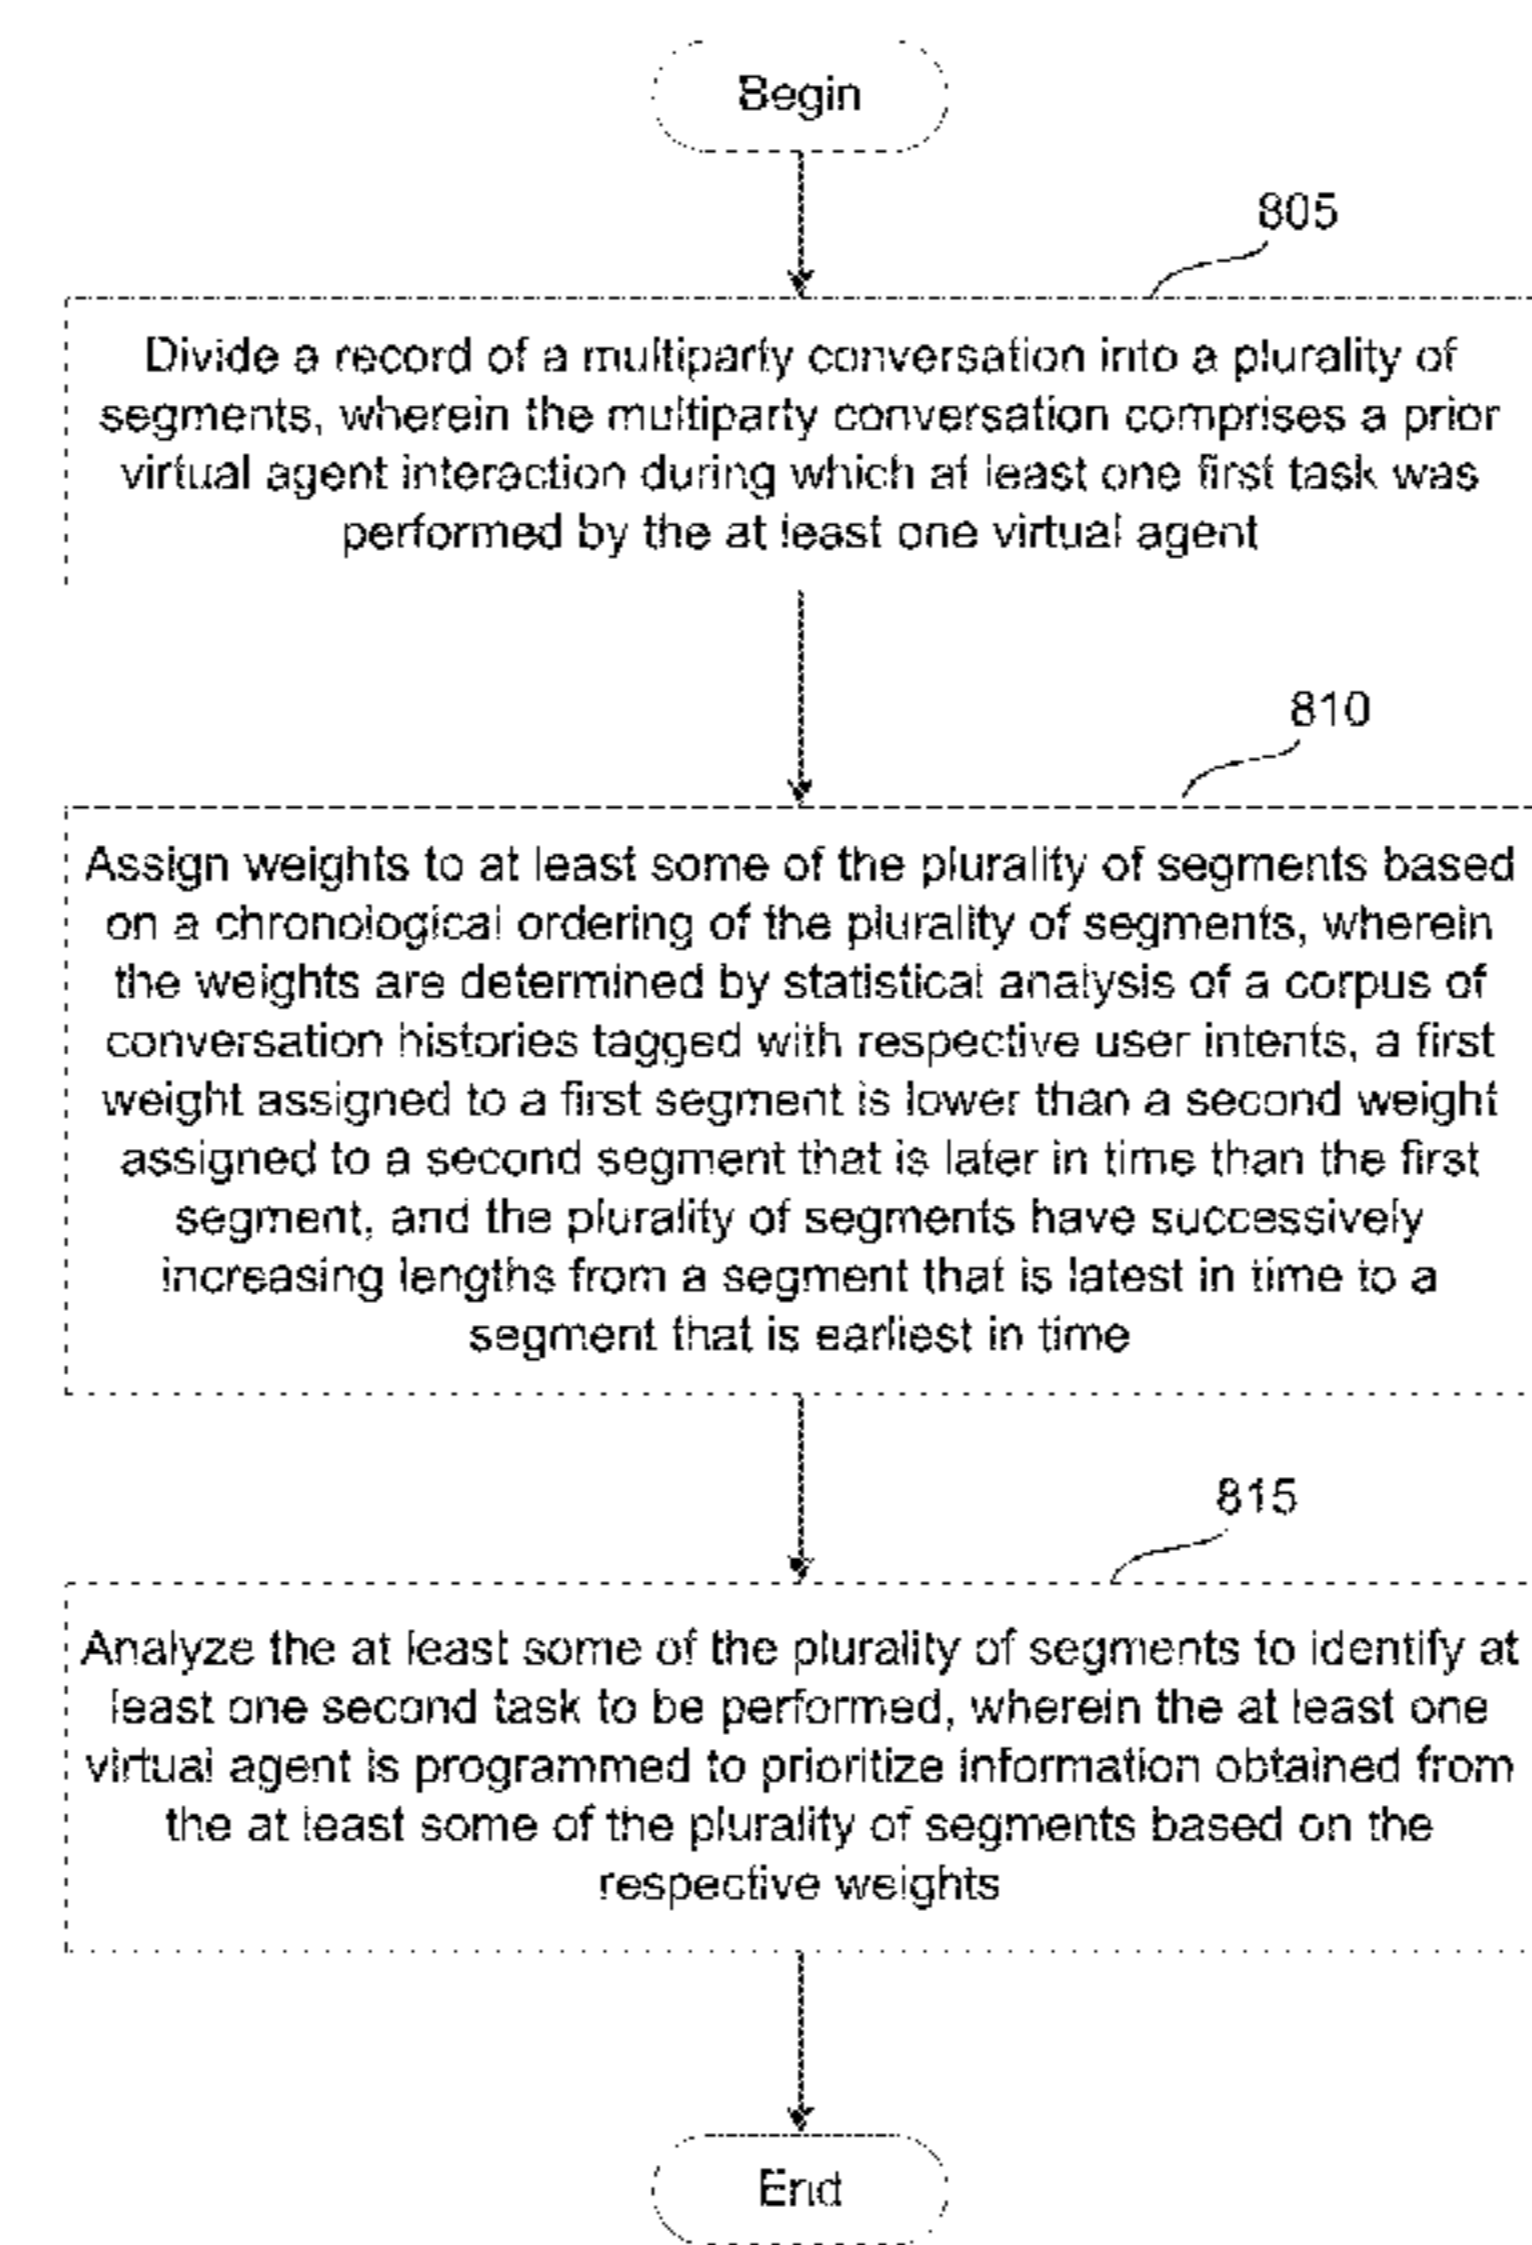 Begin
805
Divide a record of a multiparty conversation into a plurality of
segments, wherein the multiparty conversation comprises a prior
virtual agent interaction during which at least one first task was
performed by the at least one virtual agent
810
Assign weights to at least some of the plurality of segments based
on a chronological ordering of the plurality of segments, wherein
the weights are determined by statistical analysis of a corpus of
conversation histories tagged with respective user intents, a first
weight assigned to a first segment is lower than a second weight
assigned to a second segment that is later in time than the first
segment, and the plurality of segments have successively
increasing lengths from a segment that is latest in time to a
segment that is earliest in time
815
Analyze the at least some of the plurality of segments to identify at
least one second task to be performed, wherein the at least one
virtual agent is programmed to prioritize information obtained from
the at least some of the plurality of segments based on the
respective weights
End